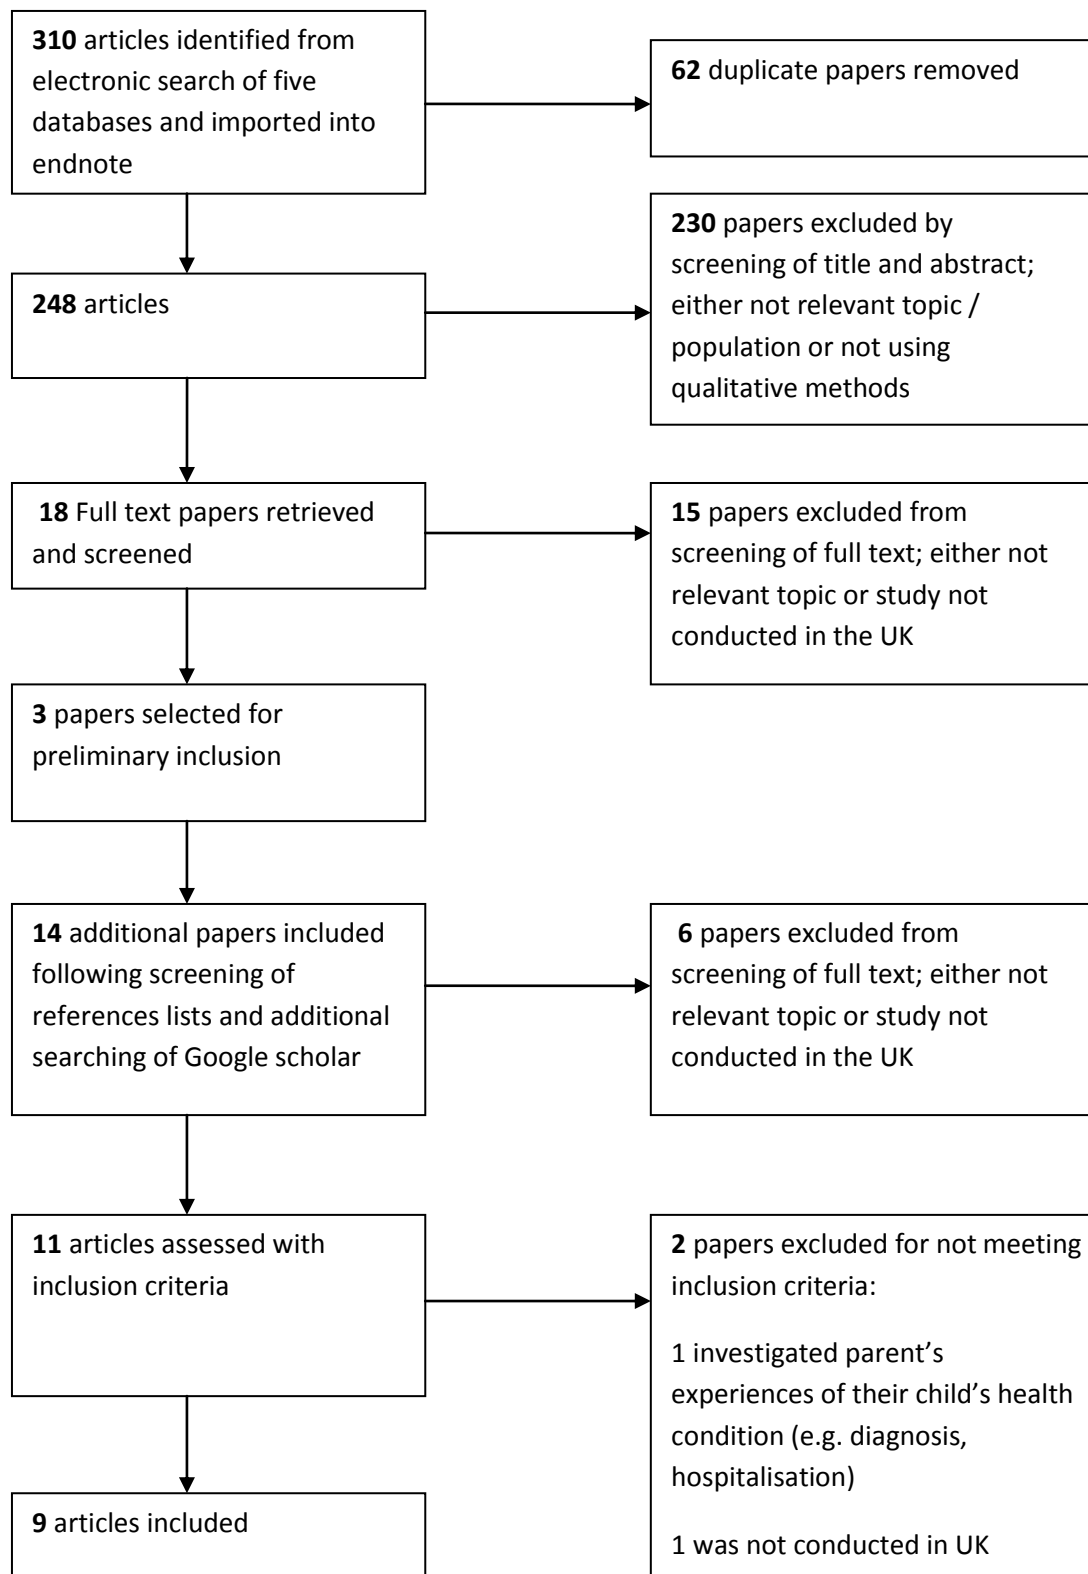 310 articles identified from
electronic search of five
databases and imported into
endnote
62 duplicate papers removed
230 papers excluded by
screening of title and abstract;
either not relevant topic /
population or not using
qualitative methods
248 articles
18 Full text papers retrieved
and screened
15 papers excluded from
screening of full text; either not
relevant topic or study not
conducted in the UK
3 papers selected for
preliminary inclusion
14 additional papers included
following screening of
references lists and additional
searching of Google scholar
6 papers excluded from
screening of full text; either not
relevant topic or study not
conducted in the UK
11 articles assessed with
inclusion criteria
2 papers excluded for not meeting
inclusion criteria:
1 investigated parent’s
experiences of their child’s health
condition (e.g. diagnosis,
hospitalisation)
1 was not conducted in UK
9 articles included